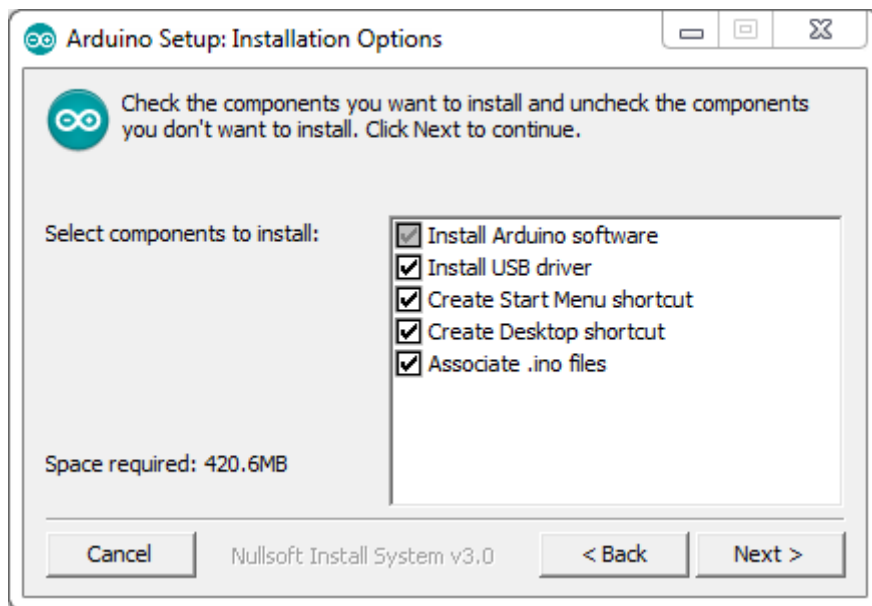 Arduino Setup: Installation Options
Check the components you want to install and uncheck the components
you don't want to install. Click Next to continue.
Select components to install:
Install Arduino software
Install USB driver
Create Start Menu shortcut
Create Desktop shortcut
Associate .ino files
Space required: 420.6MB
Cancel
Nullsoft Install System v3.0
< Back
Next >